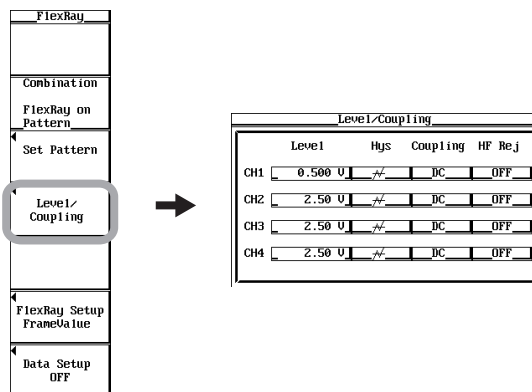 FlexRay
Combination
FlexRay on
Pattern
Set Pattern
Level/
Coupling
FlexRay Setup
FrameValue
Data Setup
OFF
Level/Coupling
Level Hys Coupling HF Rej
CH1 0.500 V DC OFF
CH2 2.50 V DC OFF
CH3 2.50 V DC OFF
CH4 2.50 V DC OFF